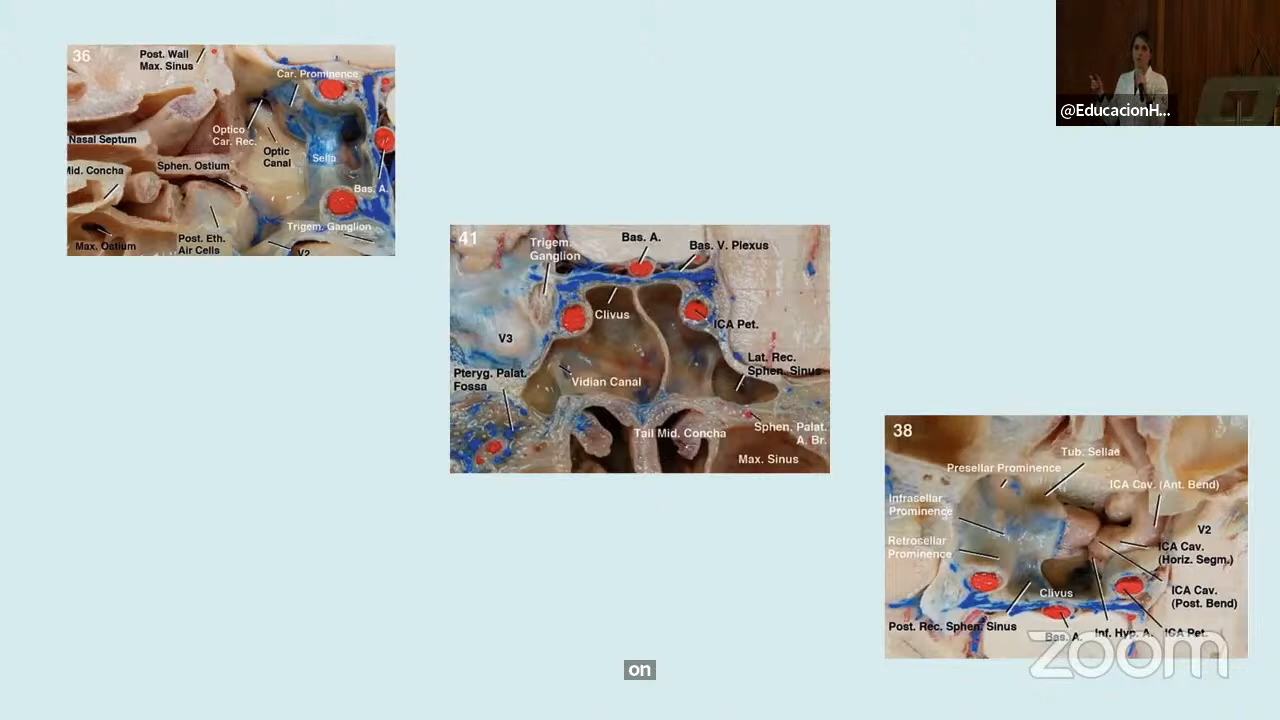 36
Post. Wall
Max. Sinus
Car. Prominence
Optico
Car. Rec.
Nasal Septum
Optic
Canal
Sella
Mid. Concha
Sphen. Ostium
Bas. A.
Trigem. Ganglion
Max. Ostium
Post. Eth.
Air Cells
V2
@EducacionH...
41
Trigem.
Ganglion
Bas. A.
Bas. V. Plexus
Clivus
ICA Pet.
V3
Lat. Rec.
Sphen. Sinus
Pteryg. Palat.
Fossa
Vidian Canal
Tail Mid. Concha
Sphen. Palat.
A. Br.
Max. Sinus
38
Tub. Sellae
Presellar Prominence
ICA Cav. (Ant. Bend)
Infrasellar
Prominence
V2
Retrosellar
Prominence
ICA Cav.
(Horiz. Segm.)
Clivus
ICA Cav.
(Post. Bend)
Post. Rec. Sphen. Sinus
Bas. A.
Inf. Hyp. A.
ICA Pet.
zoom
on